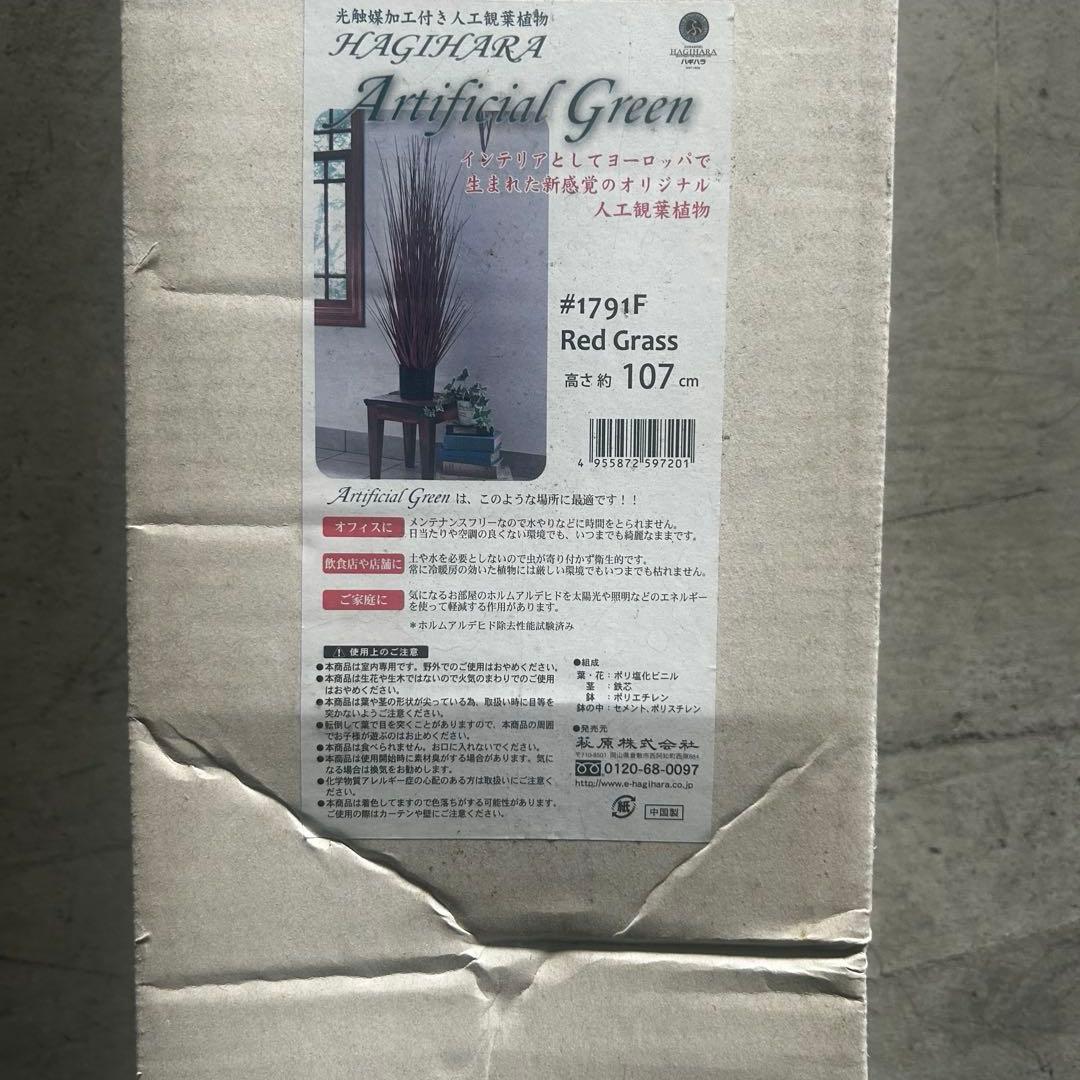 光触媒加工付き人工観葉植物
HAGIHARA
HAGIHARA
ハギハラ
Artificial Green
インテリアとしてヨーロッパで
生まれた新感覚のオリジナル
人工観葉植物
#1791F
Red Grass
高さ約 107 cm
4 955872 597201
Artificial Green は、このような場所に最適です！！
オフィスに
メンテナンスフリーなので水やりなどに時間をとられません。
日当たりや空調の良くない環境でも、いつまでも綺麗なままです。
飲食店や店舗に
土や水を必要としないので虫が寄り付かず衛生的です。
常に冷暖房の効いた植物には厳しい環境でもいつまでも枯れません。
ご家庭に
気になるお部屋のホルムアルデヒドを太陽光や照明などのエネルギー
を使って軽減する作用があります。
＊ホルムアルデヒド除去性能試験済み
使用上のご注意
●本商品は室内専用です。野外でのご使用はおやめください。
●本商品は生花や生木ではないので火気のまわりでのご使用
はおやめください。
●本商品は葉や茎の形状が尖っている為、取扱い時に目等を
突かないようご注意ください。
●転倒して葉で目を突くことがありますので、本商品の周囲
でお子様が遊ぶのはお止めください。
●本商品は食べられません。お口に入れないでください。
●本商品は使用開始時に素材臭がする場合があります。気に
なる場合は換気をお勧めします。
●化学物質アレルギー症の心配のある方は取扱いにご注意く
ださい。
●本商品は着色してますので色落ちがする可能性があります。
ご使用の際はカーテンや壁にご注意ください。
●組成
葉・花：ポリ塩化ビニル
茎：鉄芯
鉢：ポリエチレン
鉢の中：セメント、ポリスチレン
●発売元
萩原株式会社
〒710-8501 岡山県倉敷市西阿知町西原884
0120-68-0097
http://www.e-hagihara.co.jp
紙
中国製